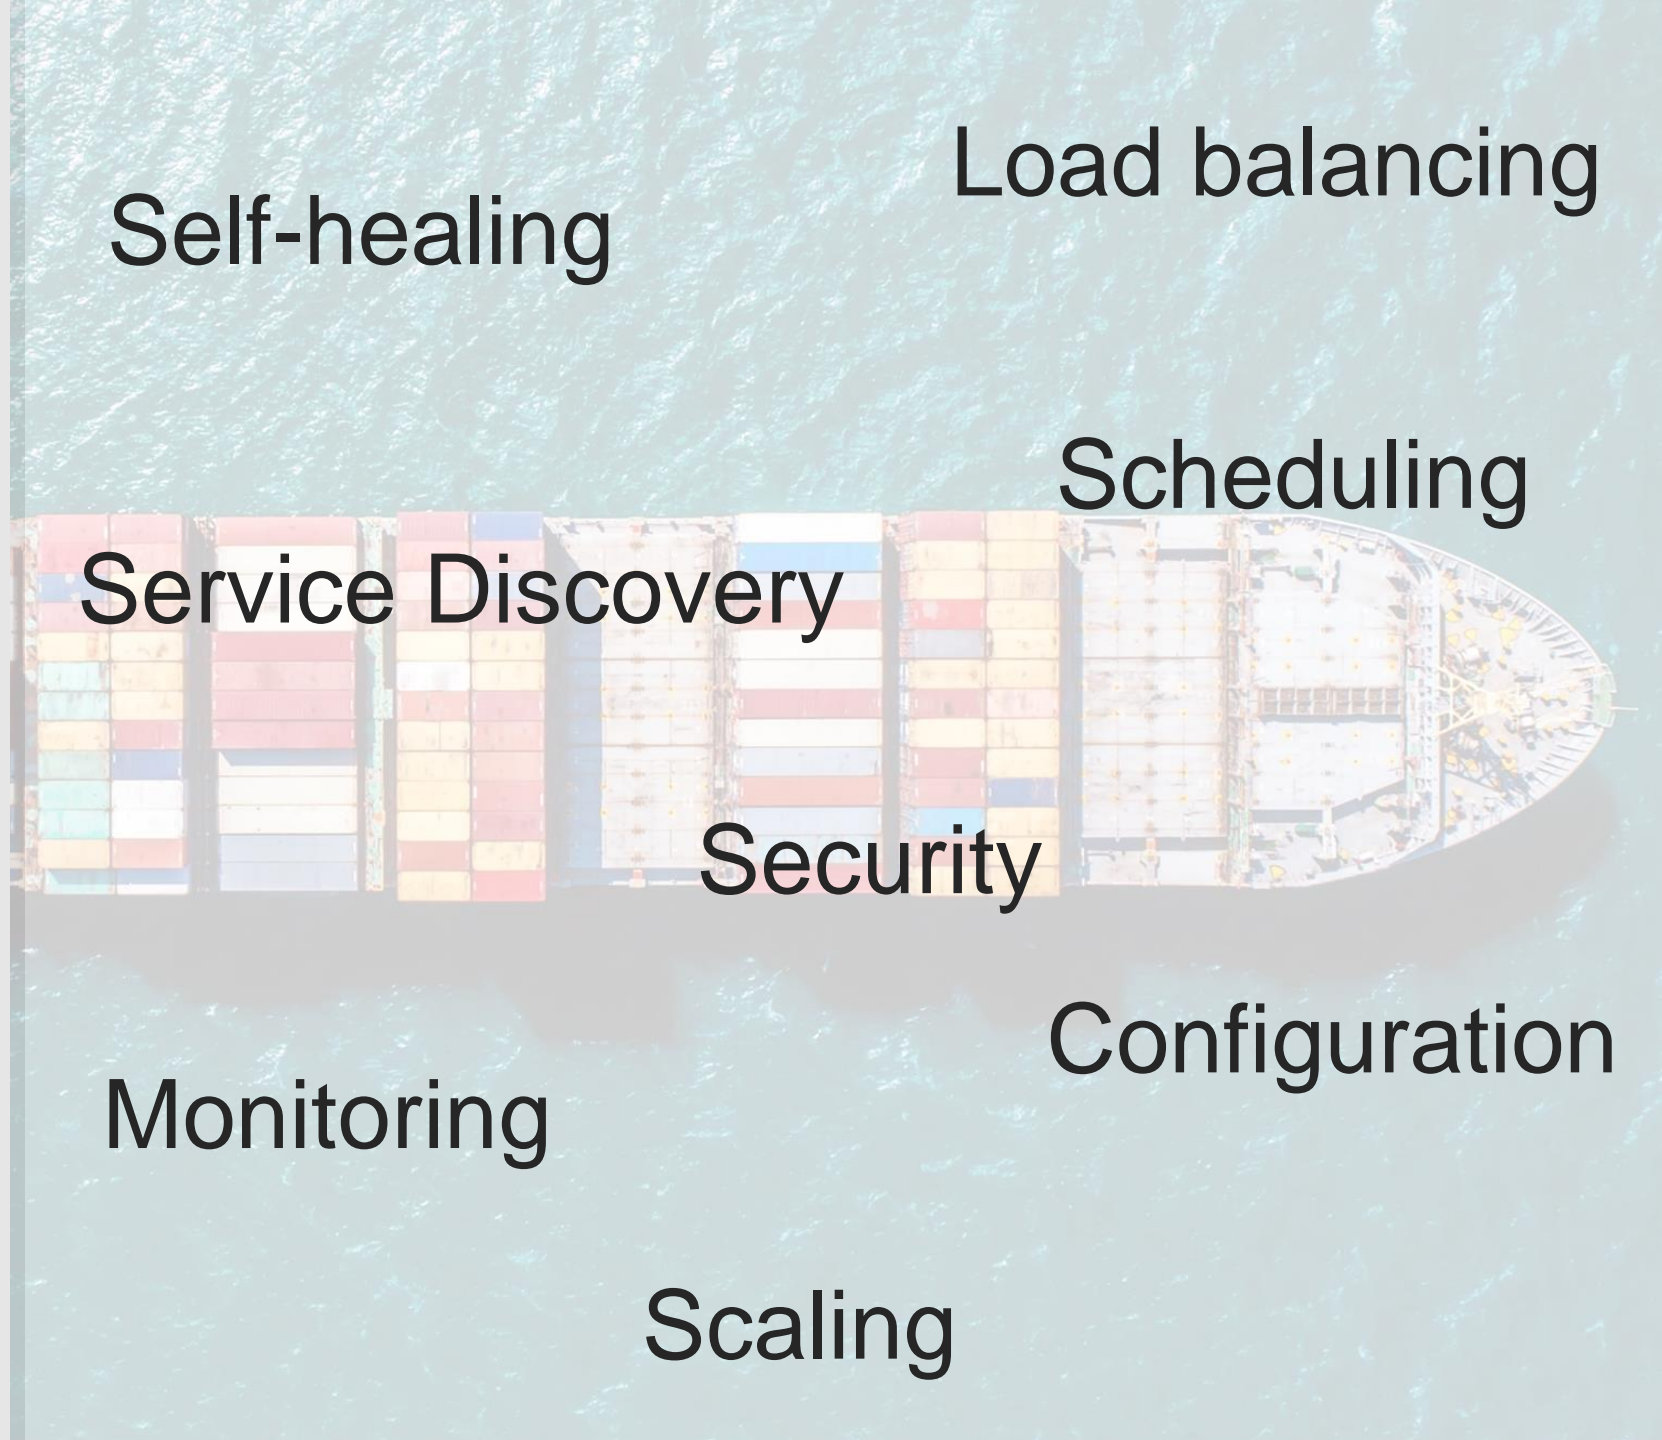 Load balancing
Self-healing
Scheduling
Service Discovery
Security
Configuration
Monitoring
Scaling